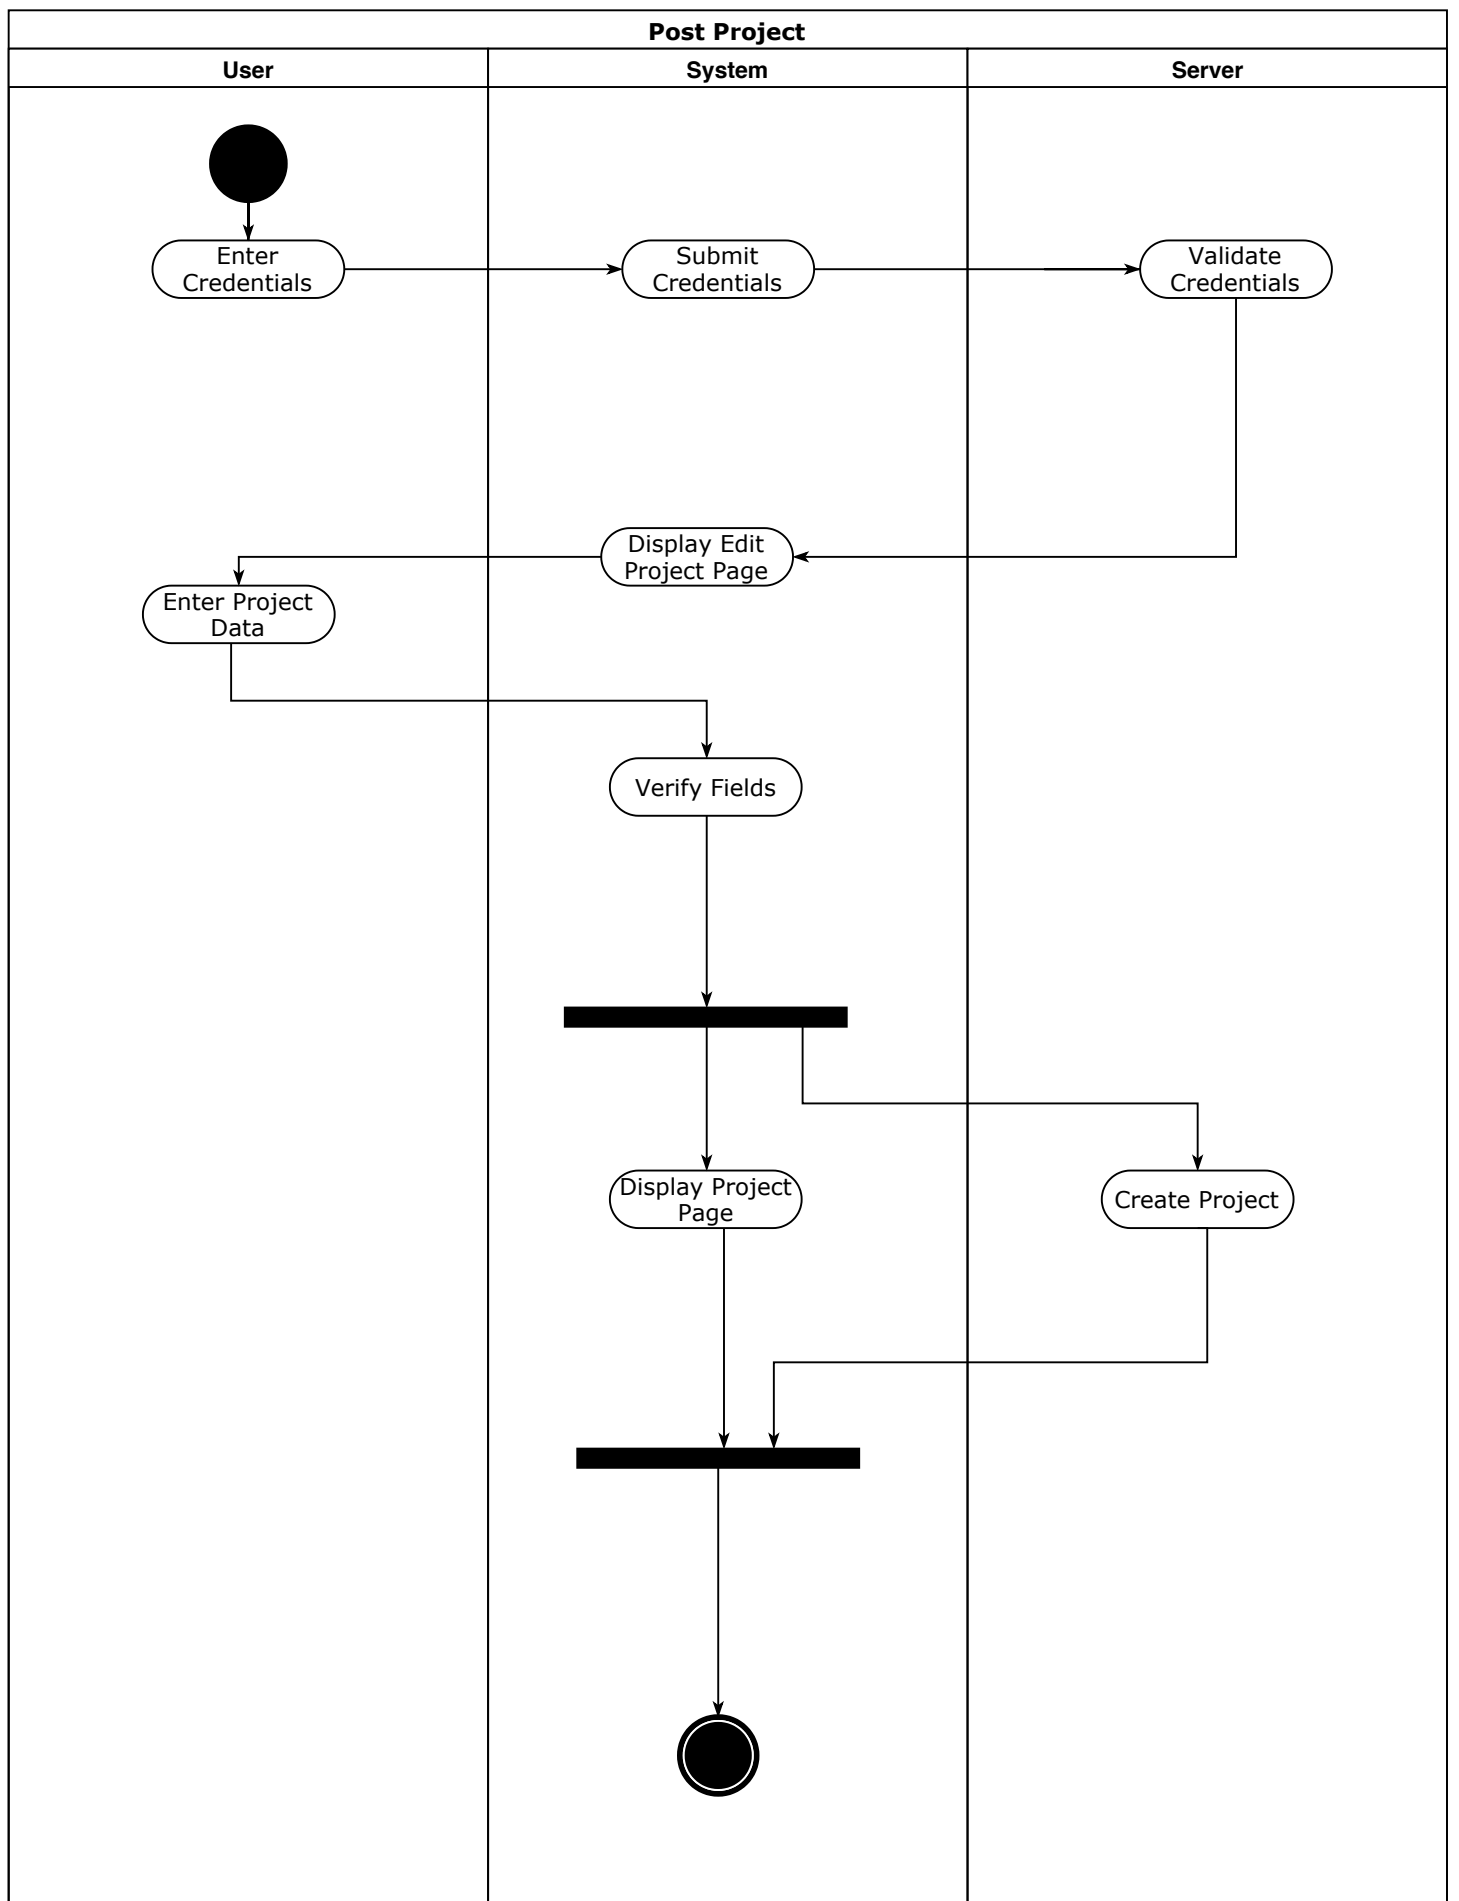 Post Project
User
System
Server
Enter
Credentials
Submit
Credentials
Validate
Credentials
Display Edit
Project Page
Enter Project
Data
Verify Fields
Display Project
Page
Create Project